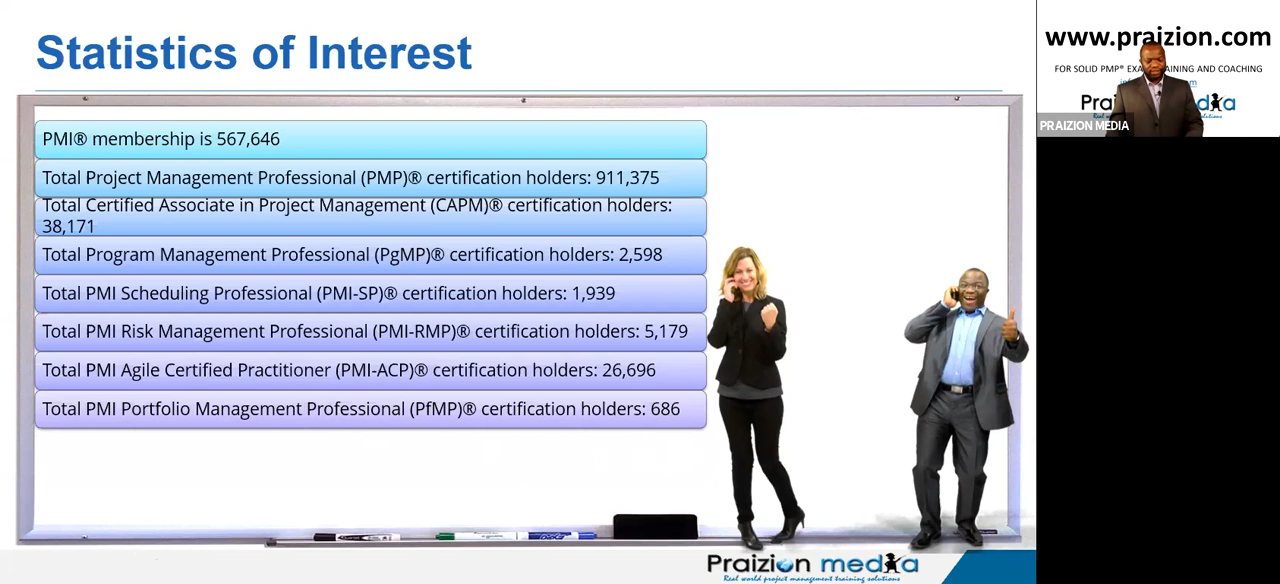 Statistics of Interest
PMI® membership is 567,646
Total Project Management Professional (PMP)® certification holders: 911,375
Total Certified Associate in Project Management (CAPM)® certification holders:
38,171
Total Program Management Professional (PgMP)® certification holders: 2,598
Total PMI Scheduling Professional (PMI-SP)® certification holders: 1,939
Total PMI Risk Management Professional (PMI-RMP)® certification holders: 5,179
Total PMI Agile Certified Practitioner (PMI-ACP)® certification holders: 26,696
Total PMI Portfolio Management Professional (PfMP)® certification holders: 686
Praizion media
Real world project management training solutions
www.praizion.com
FOR SOLID PMP® EXA AINING AND COACHING
PRAIZION MEDIA